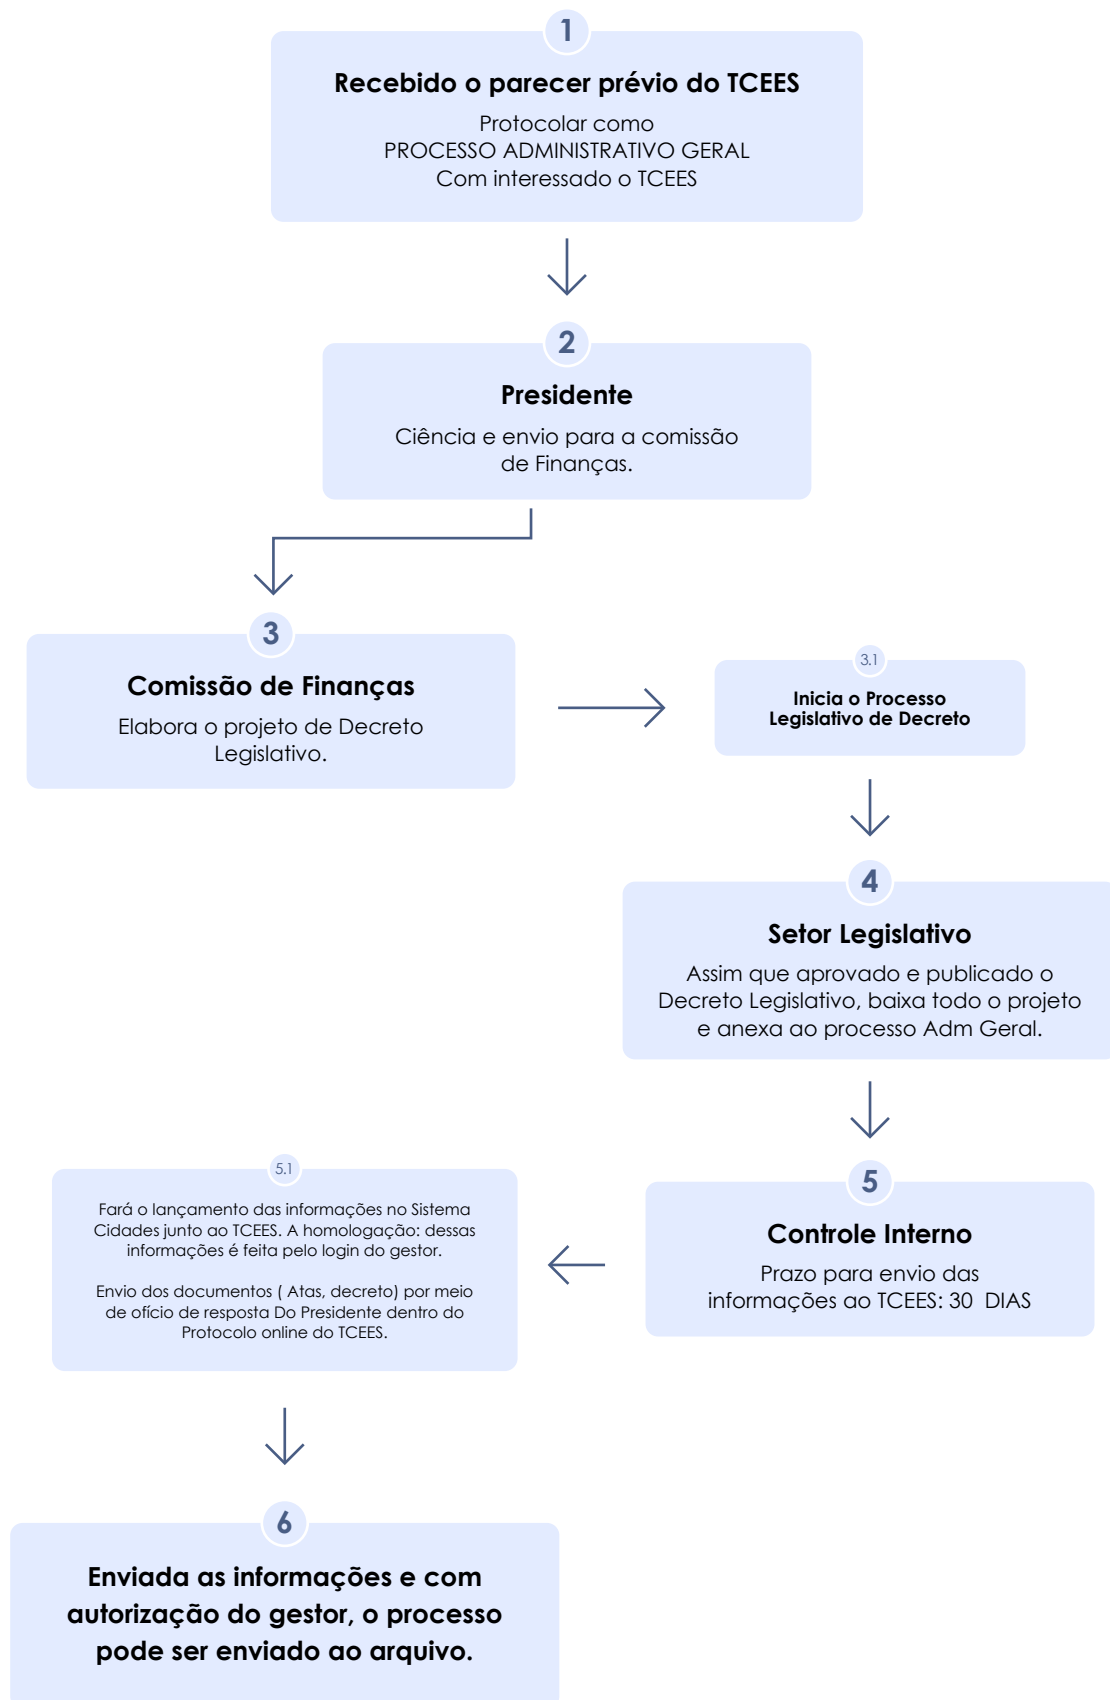 1
Recebido o parecer prévio do TCEES
Protocolar como
PROCESSO ADMINISTRATIVO GERAL
Com interessado o TCEES
2
Presidente
Ciência e envio para a comissão
de Finanças.
3
Comissão de Finanças
Elabora o projeto de Decreto
Legislativo.
3.1
Inicia o Processo
Legislativo de Decreto
4
Setor Legislativo
Assim que aprovado e publicado o
Decreto Legislativo, baixa todo o projeto
e anexa ao processo Adm Geral.
5
Controle Interno
Prazo para envio das
informações ao TCEES: 30 DIAS
5.1
Fará o lançamento das informações no Sistema
Cidades junto ao TCEES. A homologação: dessas
informações é feita pelo login do gestor.
Envio dos documentos ( Atas, decreto) por meio
de ofício de resposta Do Presidente dentro do
Protocolo online do TCEES.
6
Enviada as informações e com
autorização do gestor, o processo
pode ser enviado ao arquivo.